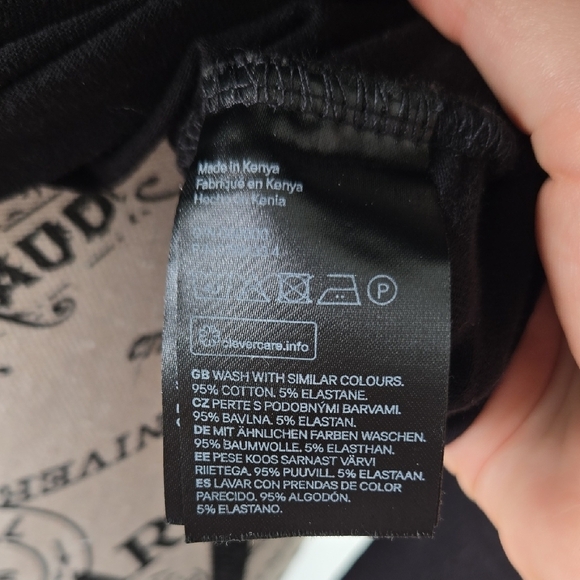 Made in Kenya
Fabriqué en Kenya
Hecho en Kenia
P
clevercare.info
GB WASH WITH SIMILAR COLOURS.
95% COTTON. 5% ELASTANE.
CZ PERTE S PODOBNÝMI BARVAMI.
95% BAVLNA. 5% ELASTAN.
DE MIT ÄHNLICHEN FARBEN WASCHEN.
95% BAUMWOLLE. 5% ELASTHAN.
EE PESE KOOS SARNAST VÄRVI
RIIETEGA. 95% PUUVILL. 5% ELASTAAN.
ES LAVAR CON PRENDAS DE COLOR
PARECIDO. 95% ALGODÓN.
5% ELASTANO.